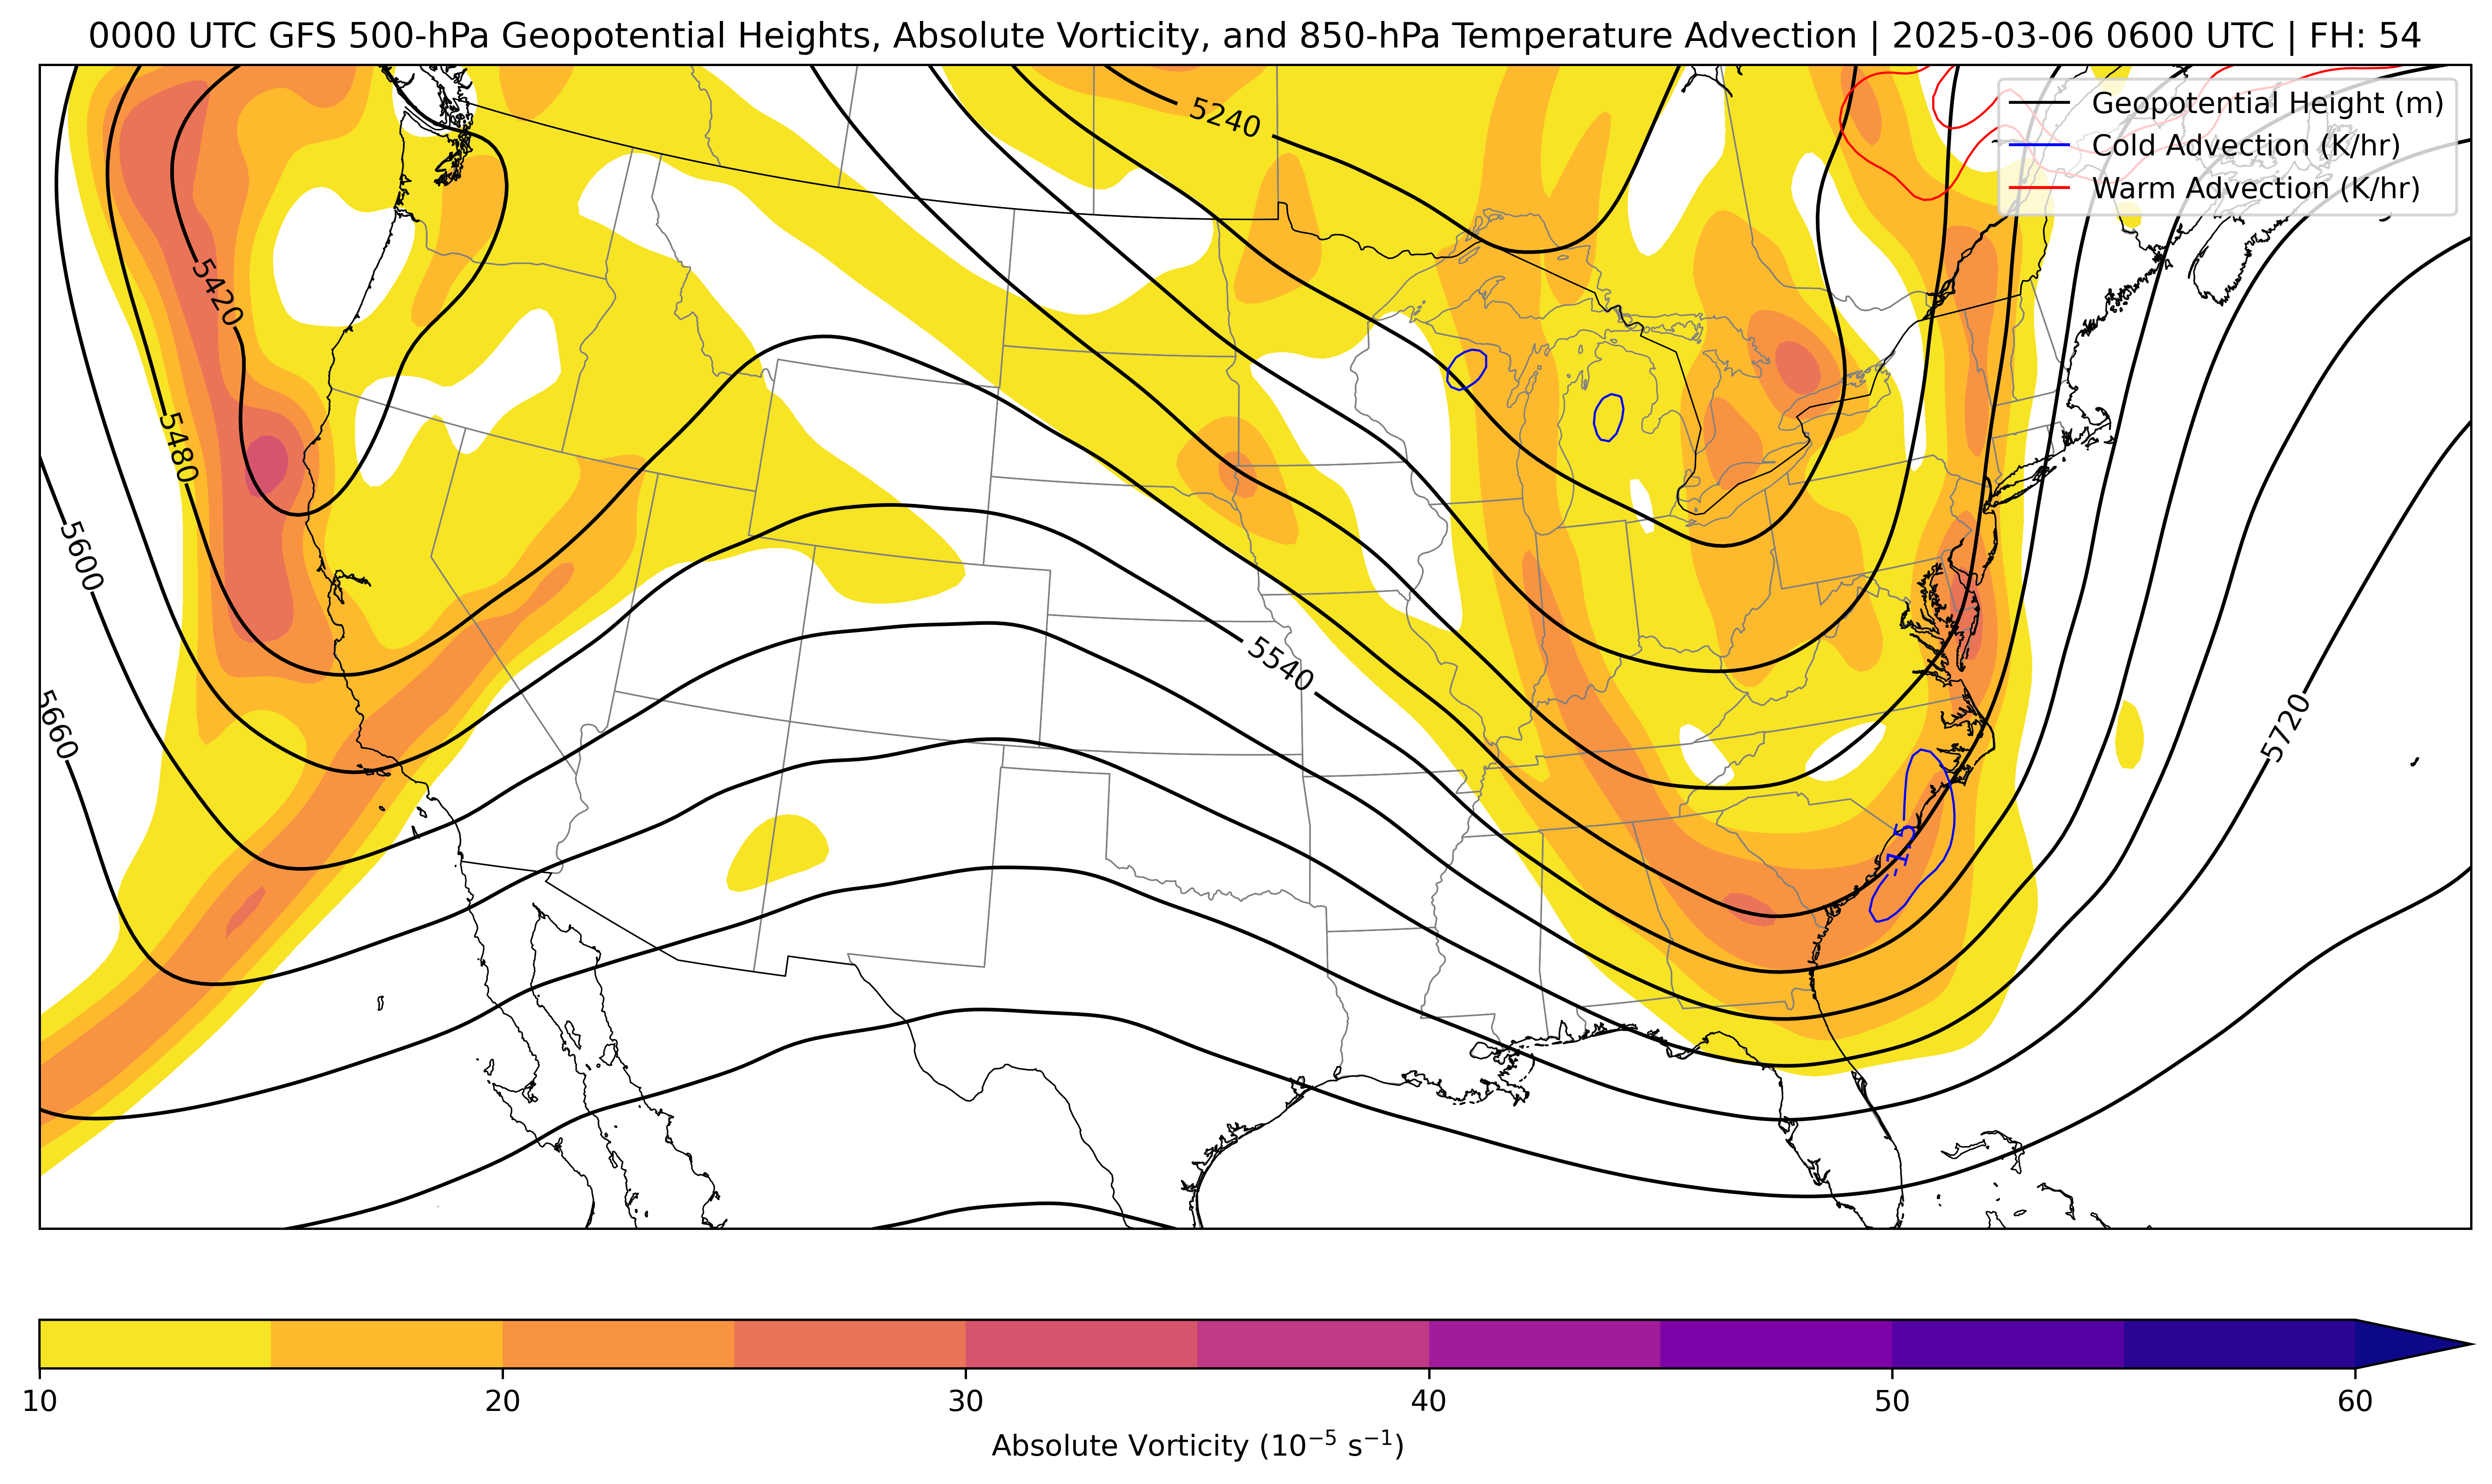 0000 UTC GFS 500-hPa Geopotential Heights, Absolute Vorticity, and 850-hPa Temperature Advection | 2025-03-06 0600 UTC | FH: 54
Geopotential Height (m)
Cold Advection (K/hr)
Warm Advection (K/hr)
5240
5420
5480
5600
5540
5660
5720
-1.5
10 20 30 40 50 60
Absolute Vorticity (10⁻⁵ s⁻¹)